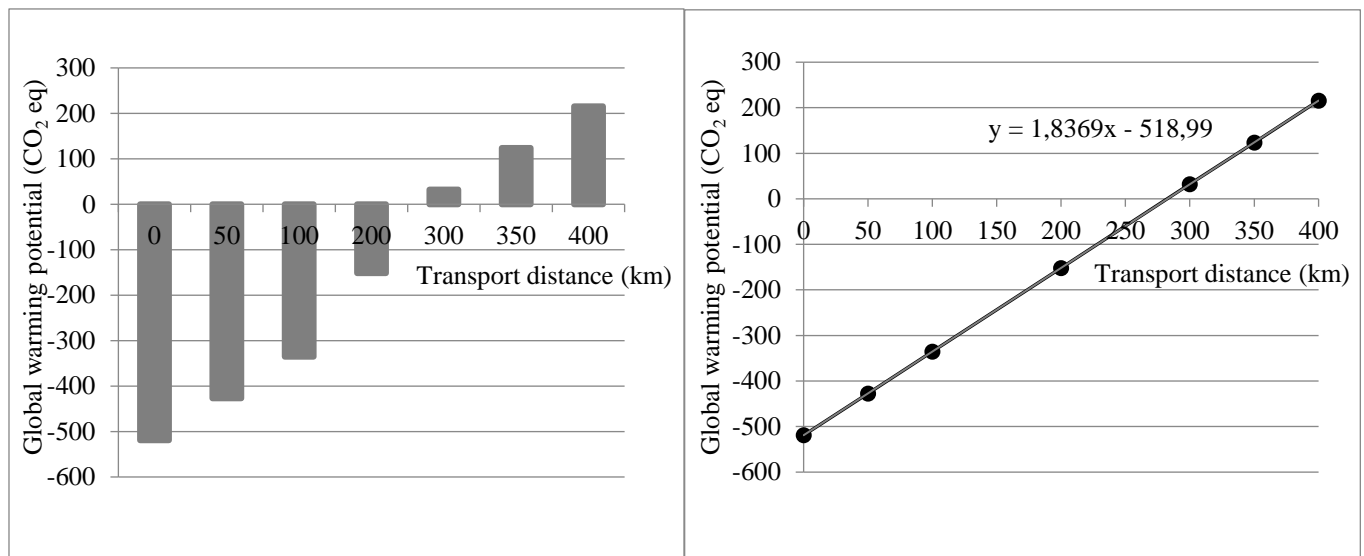 Global warming potential (CO₂ eq)
300
200
100
0
-100
-200
-300
-400
-500
-600
0 50 100 200 300 350 400
Transport distance (km)
Global warming potential (CO₂ eq)
300
200
100
0
-100
-200
-300
-400
-500
-600
y = 1,8369x - 518,99
0 50 100 150 200 250 300 350 400
Transport distance (km)